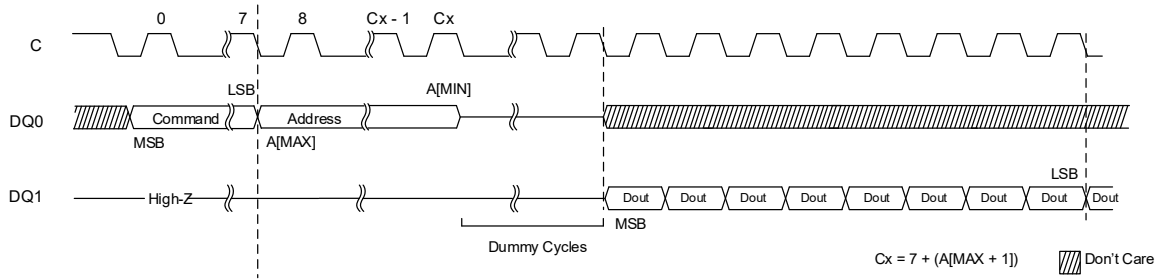 0 7 8 Cx - 1 Cx
C
LSB A[MIN]
DQ0 Command Address
MSB A[MAX]
LSB
DQ1 High-Z Dout Dout Dout Dout Dout Dout Dout Dout Dout
MSB
Dummy Cycles
Cx = 7 + (A[MAX + 1]) Don't Care